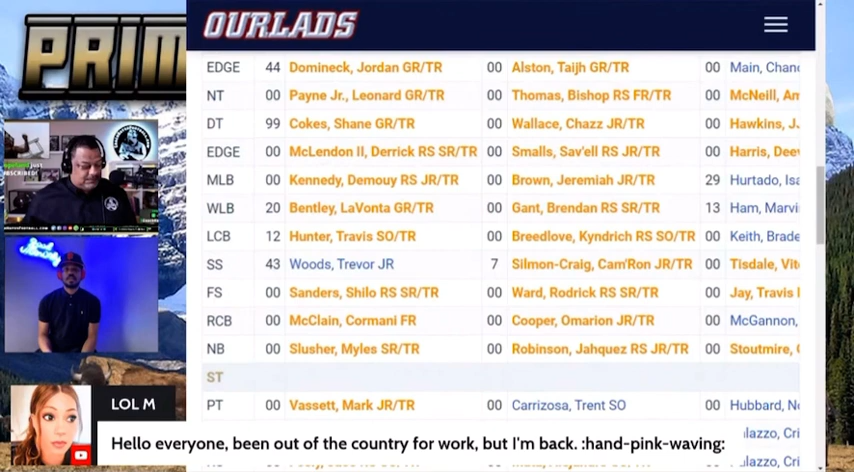 PRIM
OURLADS
EDGE 44 Domineck, Jordan GR/TR 00 Alston, Taijh GR/TR 00 Main, Chanc
NT 00 Payne Jr., Leonard GR/TR 00 Thomas, Bishop RS FR/TR 00 McNeill, Am
DT 99 Cokes, Shane GR/TR 00 Wallace, Chazz JR/TR 00 Hawkins, J.
EDGE 00 McLendon II, Derrick RS SR/TR 00 Smalls, Sav'ell RS JR/TR 00 Harris, Deev
MLB 00 Kennedy, Demouy RS JR/TR 00 Brown, Jeremiah JR/TR 29 Hurtado, Isa
WLB 20 Bentley, LaVonta GR/TR 00 Gant, Brendan RS SR/TR 13 Ham, Marvi
LCB 12 Hunter, Travis SO/TR 00 Breedlove, Kyndrich RS SO/TR 00 Keith, Brade
SS 43 Woods, Trevor JR 7 Silmon-Craig, Cam'Ron JR/TR 00 Tisdale, Vito
FS 00 Sanders, Shilo RS SR/TR 00 Ward, Rodrick RS SR/TR 00 Jay, Travis
RCB 00 McClain, Cormani FR 00 Cooper, Omarion JR/TR 00 McGannon,
NB 00 Slusher, Myles SR/TR 00 Robinson, Jahquez RS JR/TR 00 Stoutmire,
ST
PT 00 Vassett, Mark JR/TR 00 Carrizosa, Trent SO 00 Hubbard, No
LOL M
Hello everyone, been out of the country for work, but I'm back. :hand-pink-waving: